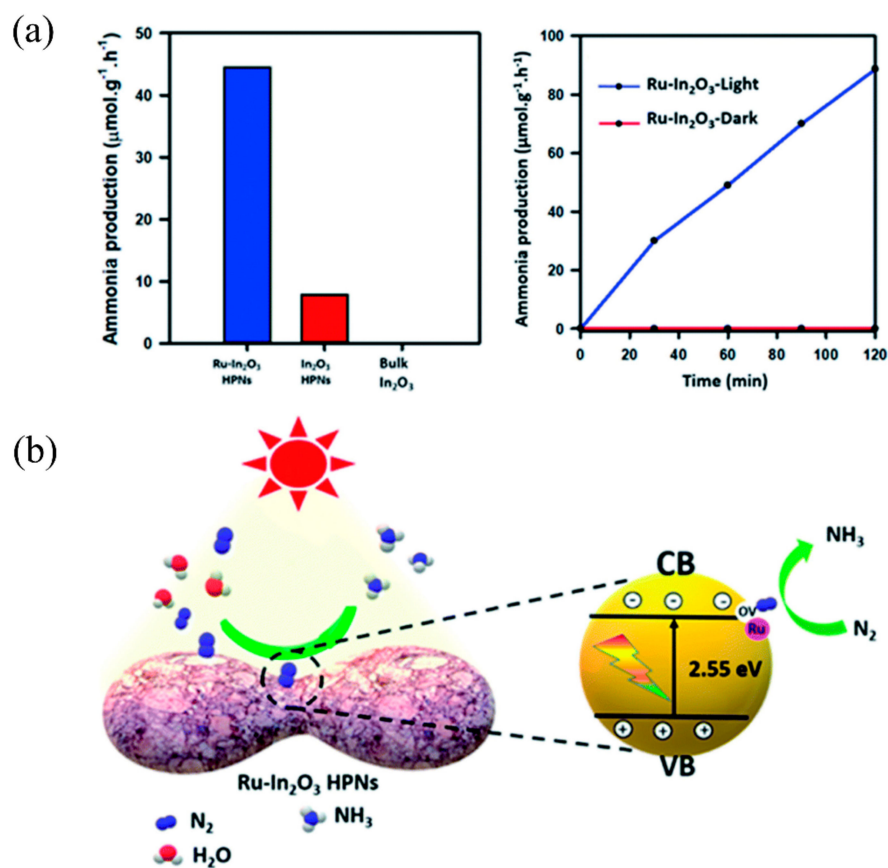 (a)
Ammonia production (μmol.g⁻¹.h⁻¹)
50
40
30
20
10
0
Ru-In₂O₃
HPNs
In₂O₃
HPNs
Bulk
In₂O₃
Ammonia production (μmol.g⁻¹.h⁻¹)
100
80
60
40
20
0
Ru-In₂O₃-Light
Ru-In₂O₃-Dark
0 20 40 60 80 100 120
Time (min)
(b)
CB
OV
Ru
2.55 eV
VB
NH₃
N₂
Ru-In₂O₃ HPNs
N₂
NH₃
H₂O